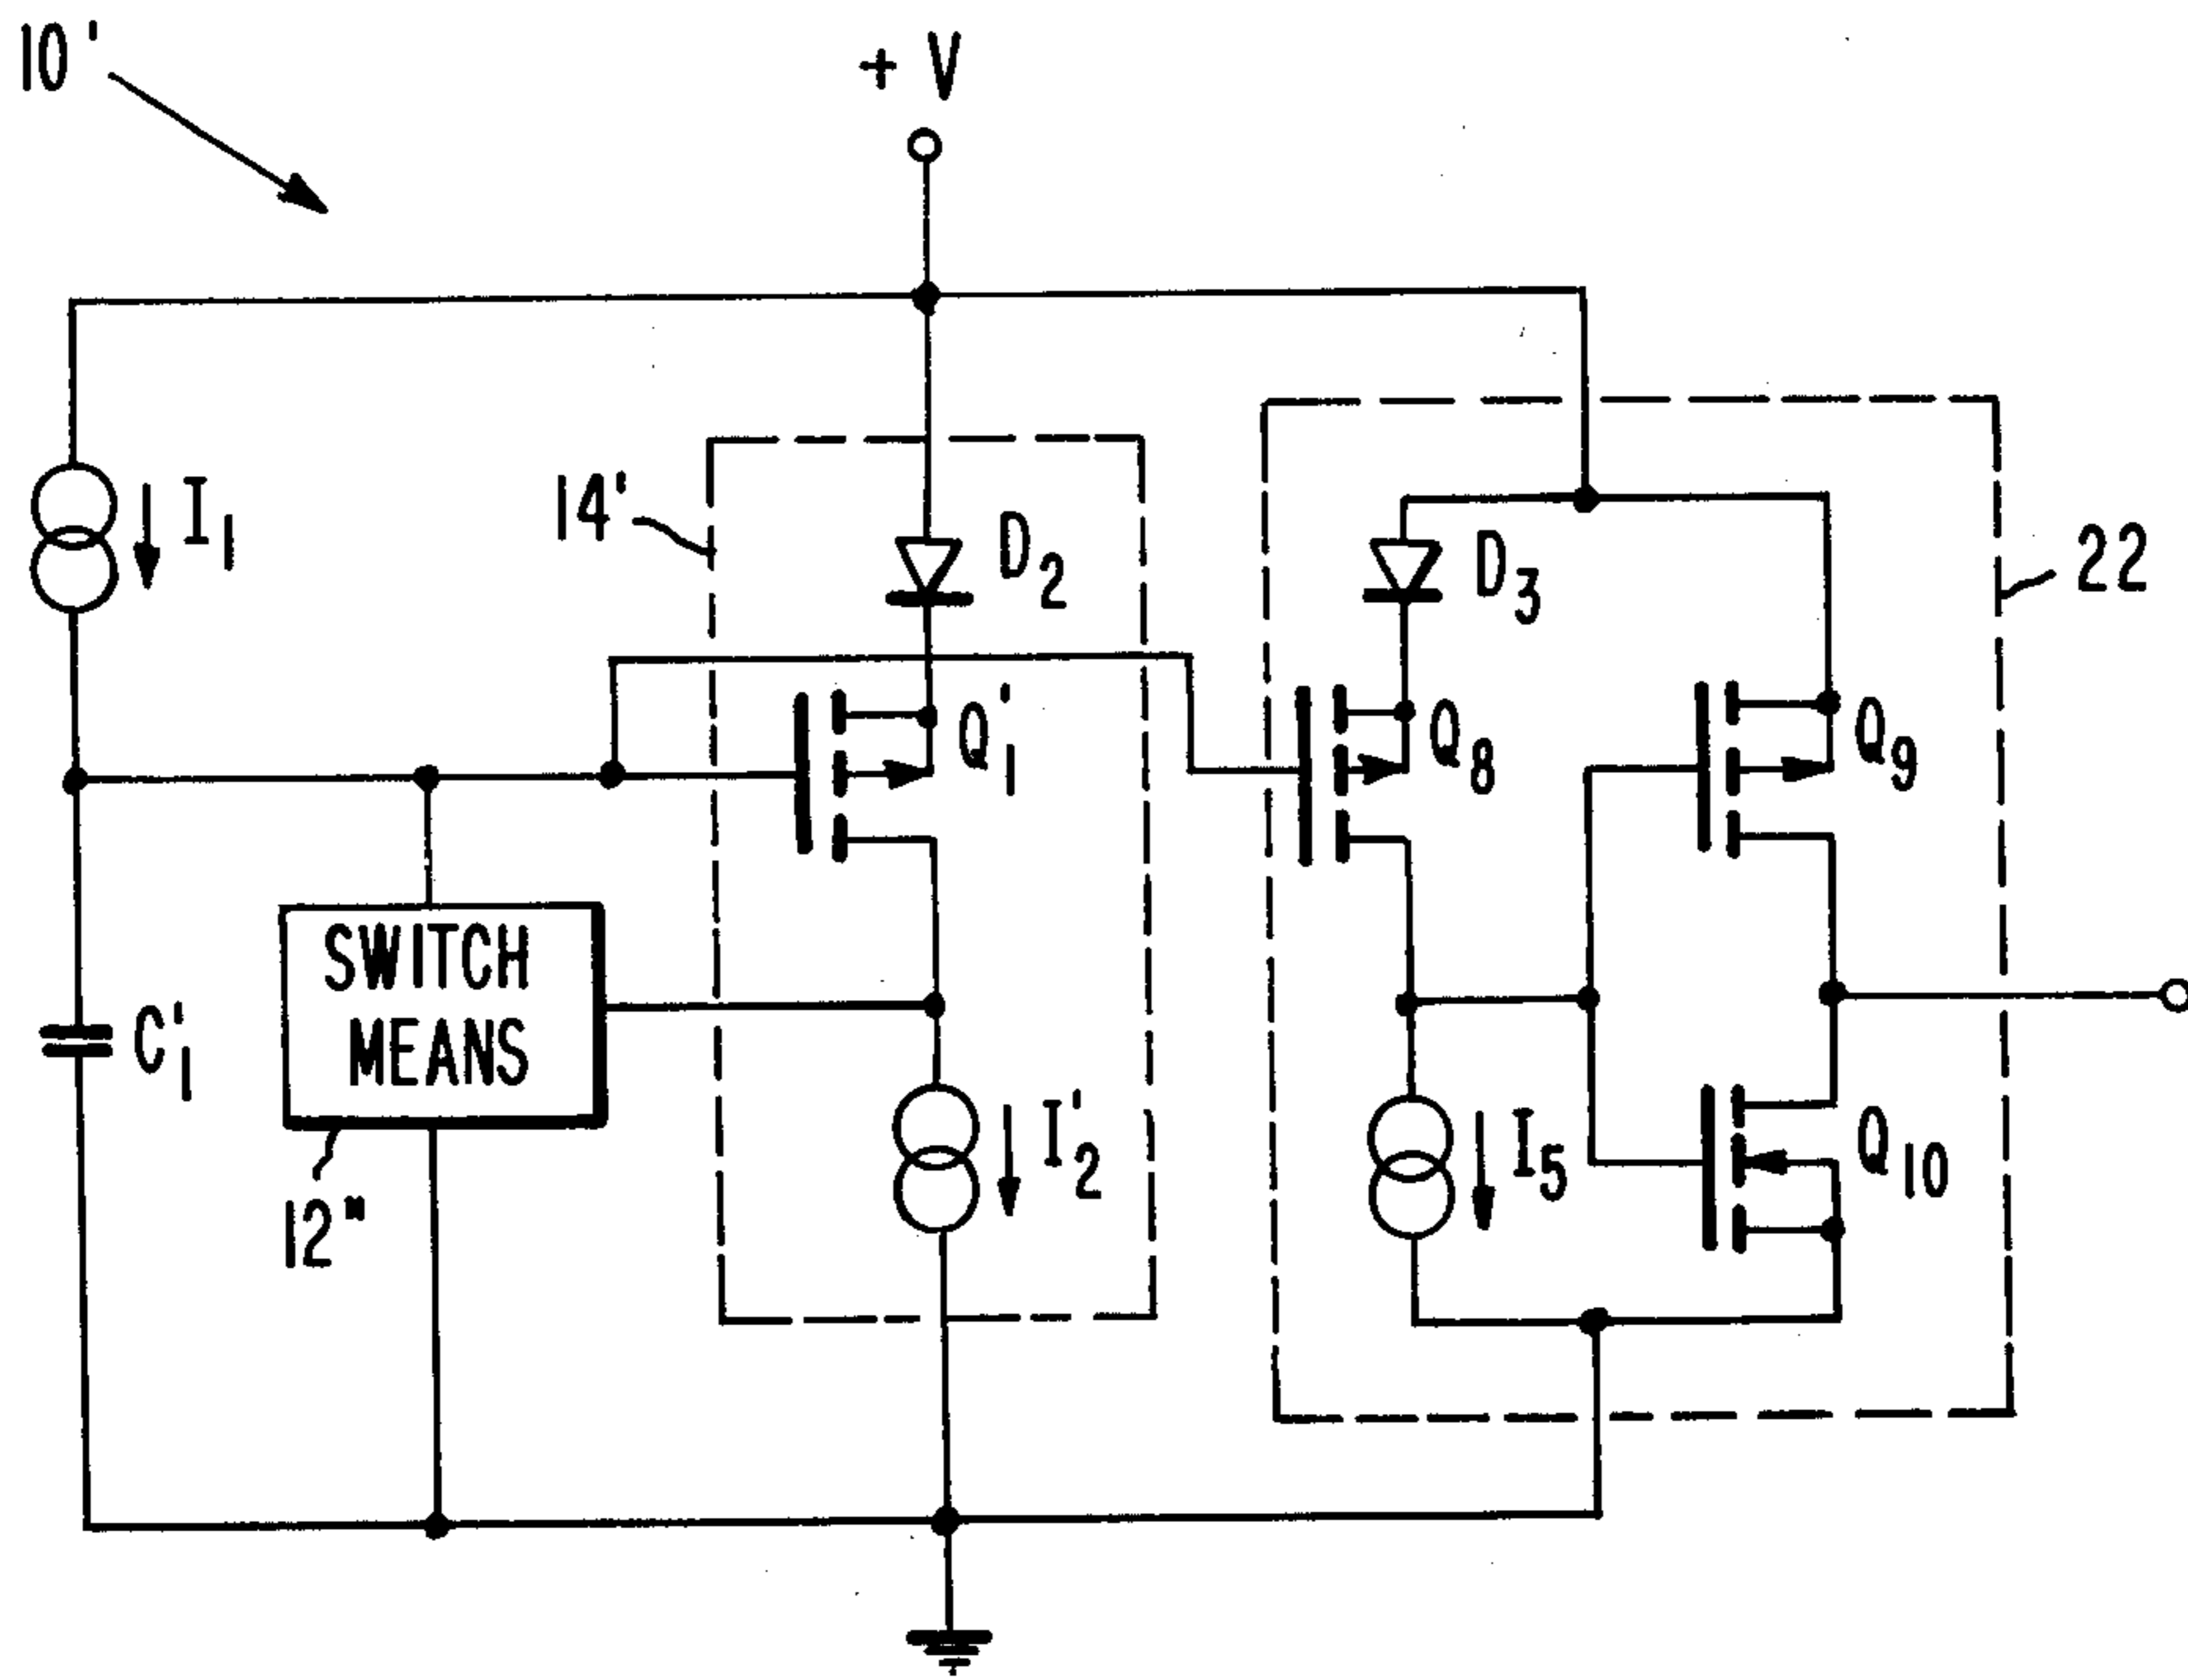 10'
+ V
I1
14'
D2
D3
22
Q'1
Q8
Q9
SWITCH
MEANS
C'1
I'2
I5
Q10
12"